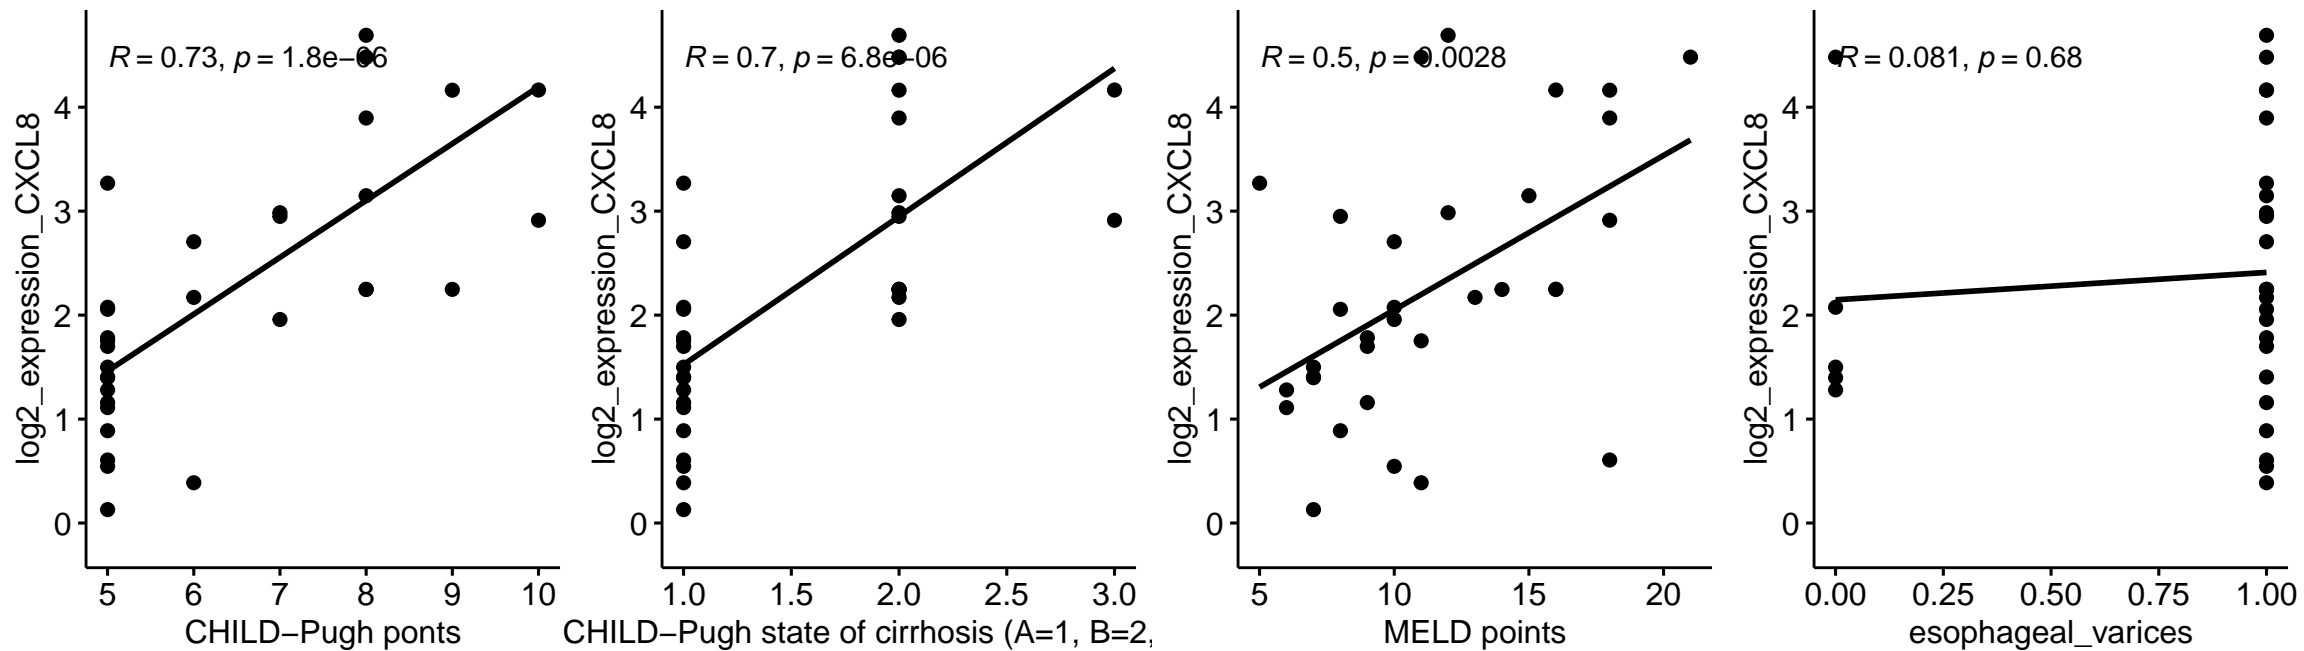 R = 0.73, p = 1.8e−06
log2_expression_CXCL8
4
3
2
1
0
5 6 7 8 9 10
CHILD−Pugh ponts
R = 0.7, p = 6.8e−06
log2_expression_CXCL8
4
3
2
1
0
1.0 1.5 2.0 2.5 3.0
CHILD−Pugh state of cirrhosis (A=1, B=2,
R = 0.5, p = 0.0028
log2_expression_CXCL8
4
3
2
1
0
5 10 15 20
MELD points
R = 0.081, p = 0.68
log2_expression_CXCL8
4
3
2
1
0
0.00 0.25 0.50 0.75 1.00
esophageal_varices